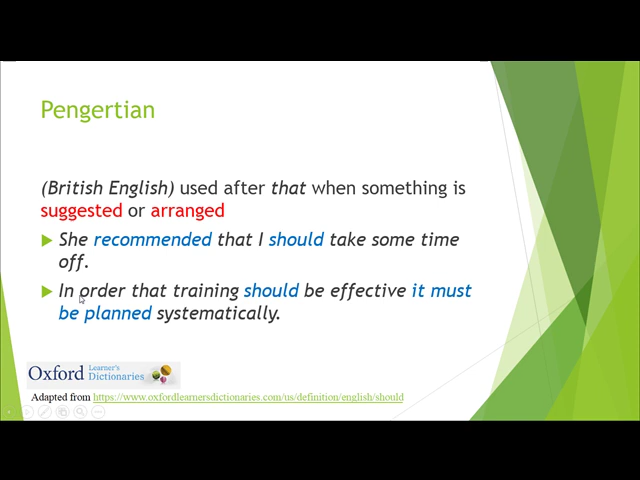 Pengertian
(British English) used after that when something is
suggested or arranged
She recommended that I should take some time
off.
In order that training should be effective it must
be planned systematically.
Oxford Learner's Dictionaries
Adapted from https://www.oxfordlearnersdictionaries.com/us/definition/english/should